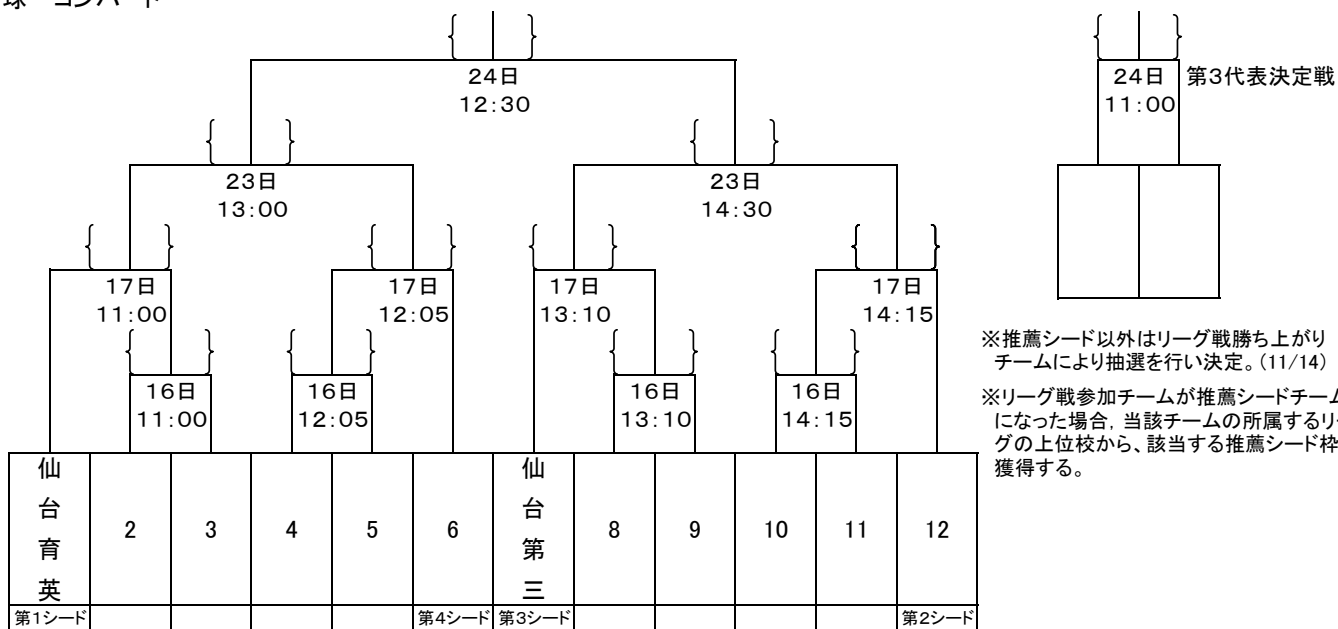 球 コンバート
24日
12:30
24日 第3代表決定戦
11:00
23日
13:00
23日
14:30
17日
11:00
17日
12:05
17日
13:10
17日
14:15
16日
11:00
16日
12:05
16日
13:10
16日
14:15
※推薦シード以外はリーグ戦勝ち上がり
チームにより抽選を行い決定。(11/14)
※リーグ戦参加チームが推薦シードチーム
になった場合，当該チームの所属するリー
グの上位校から、該当する推薦シード枠
獲得する。
仙台育英 2 3 4 5 6 仙台第三 8 9 10 11 12
第1シード 第4シード 第3シード 第2シード